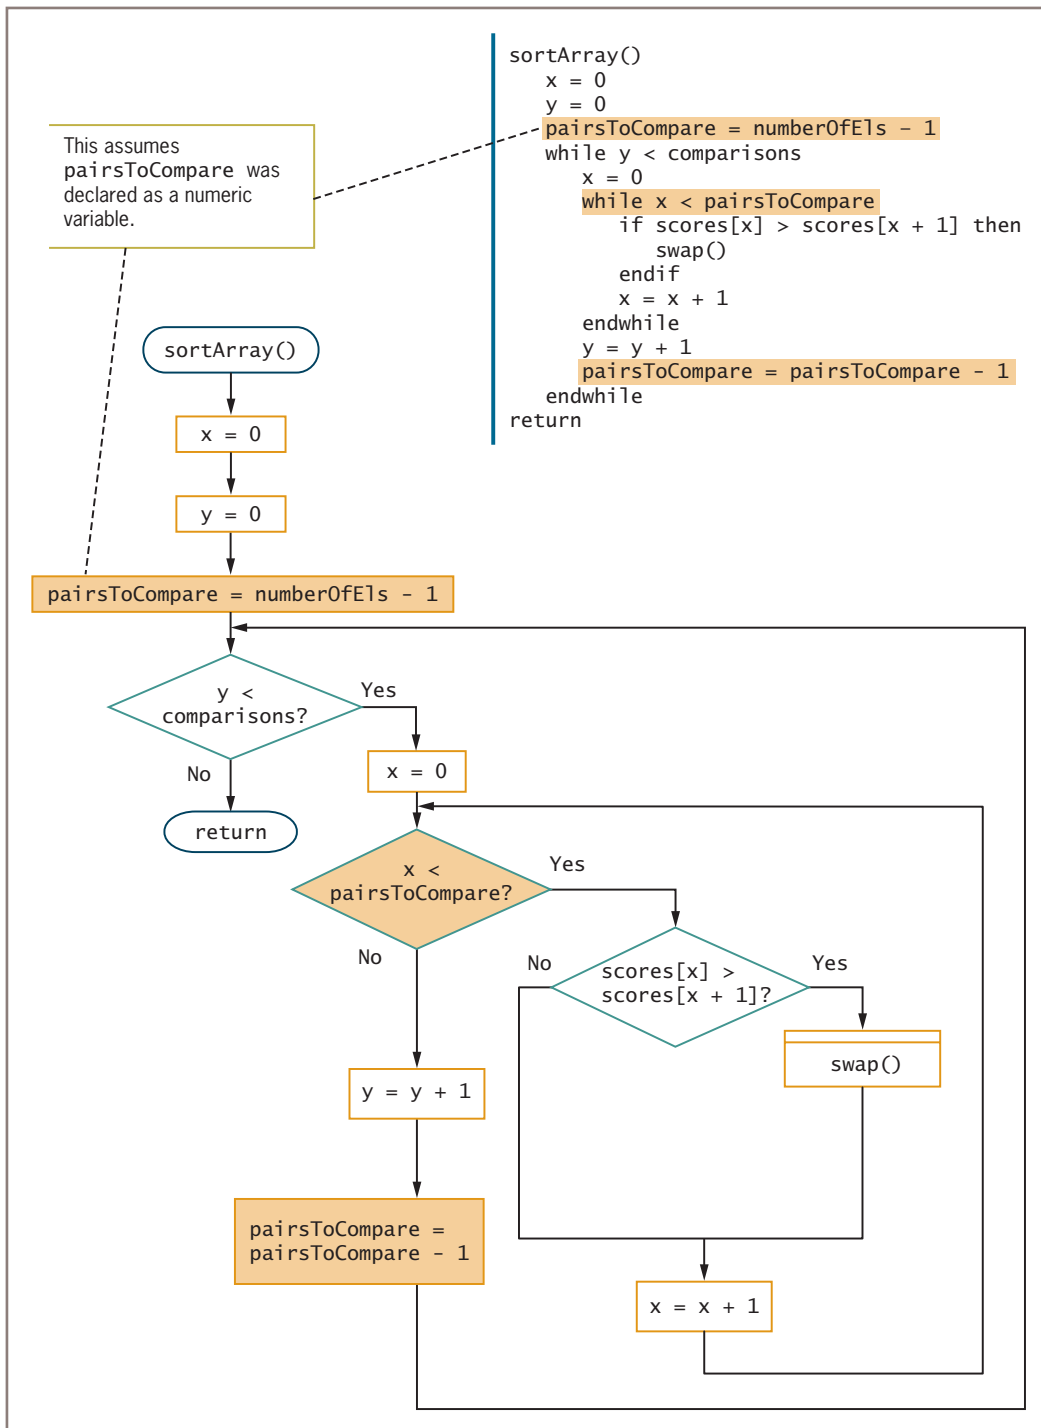 sortArray()
x = 0
y = 0
pairsToCompare = numberOfEls – 1
while y < comparisons
x = 0
while x < pairsToCompare
if scores[x] > scores[x + 1] then
swap()
endif
x = x + 1
endwhile
y = y + 1
pairsToCompare = pairsToCompare - 1
endwhile
return
This assumes
pairsToCompare was
declared as a numeric
variable.
sortArray()
x = 0
y = 0
pairsToCompare = numberOfEls – 1
y <
comparisons?
Yes
No
x = 0
return
x <
pairsToCompare?
Yes
No
scores[x] >
scores[x + 1]?
No
Yes
swap()
y = y + 1
pairsToCompare =
pairsToCompare – 1
x = x + 1